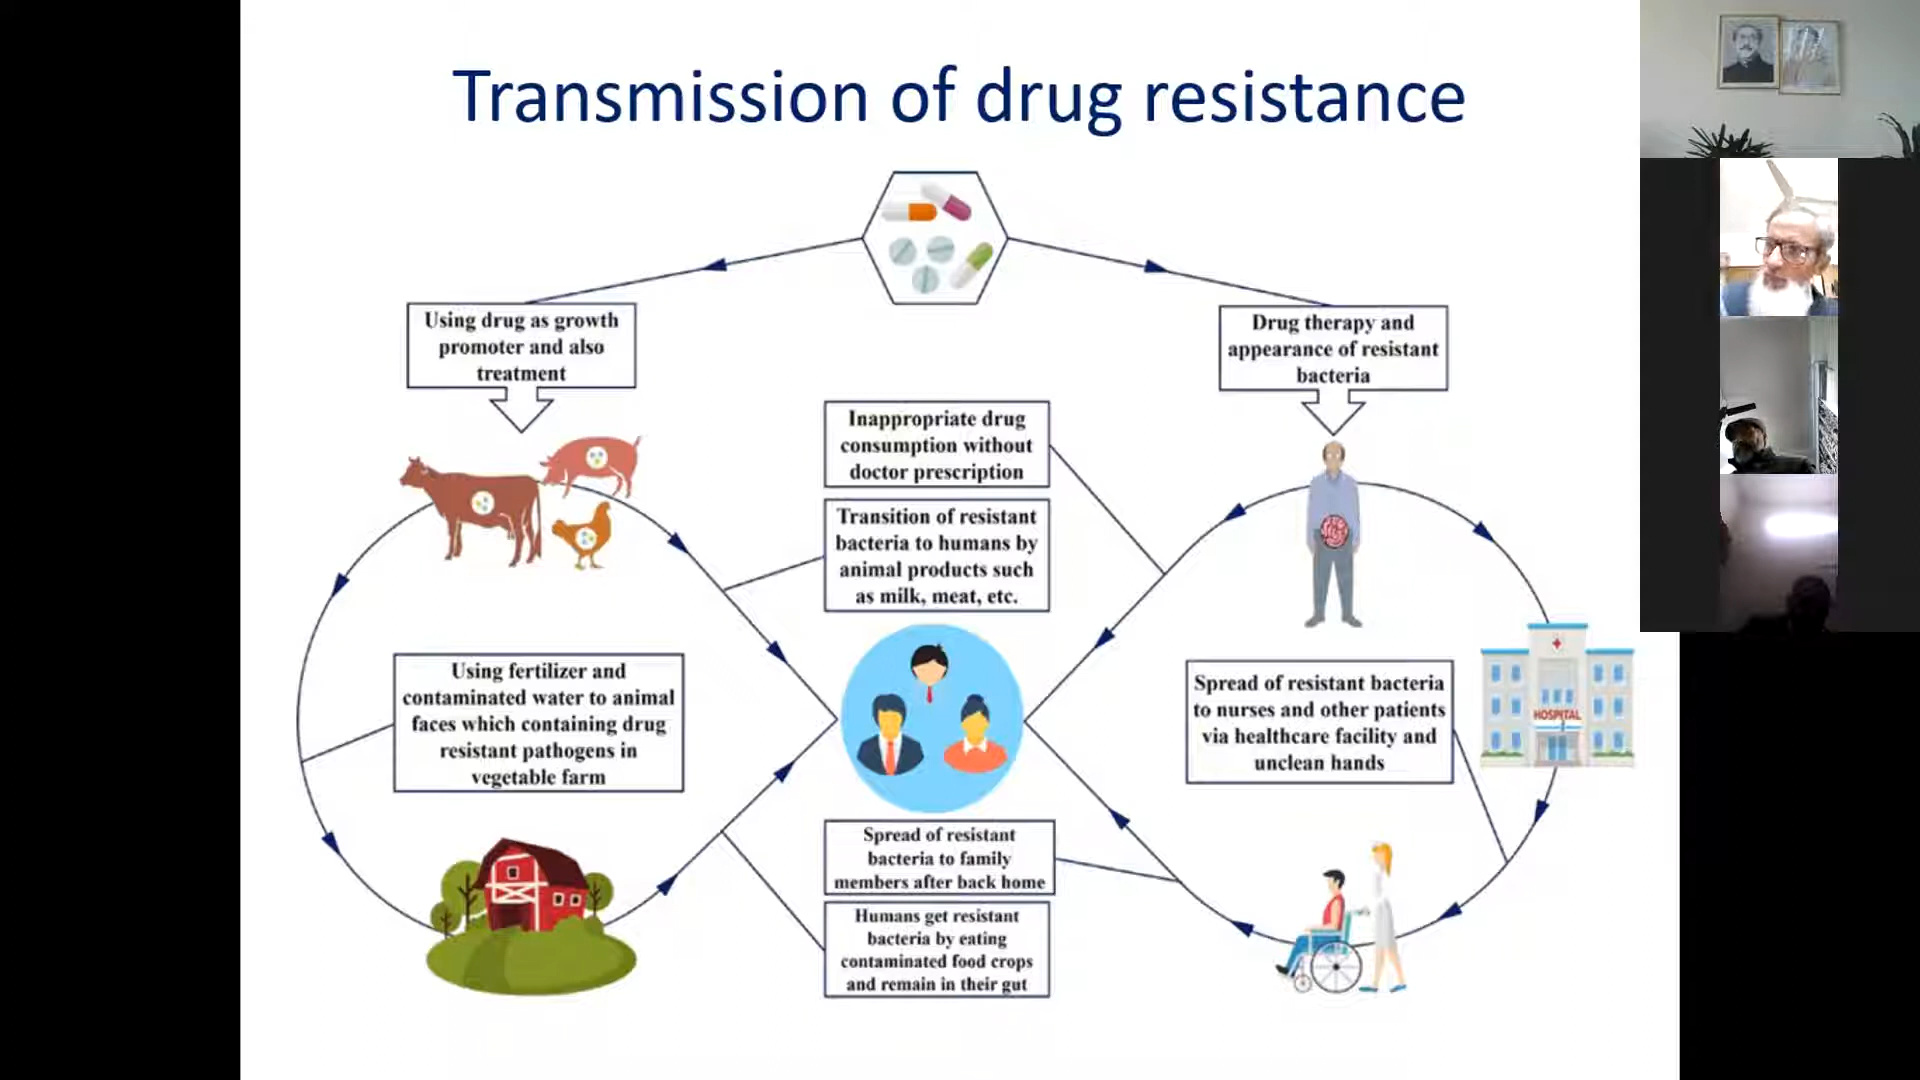 Transmission of drug resistance
Using drug as growth
promoter and also
treatment
Drug therapy and
appearance of resistant
bacteria
Inappropriate drug
consumption without
doctor prescription
Transition of resistant
bacteria to humans by
animal products such
as milk, meat, etc.
Using fertilizer and
contaminated water to animal
faces which containing drug
resistant pathogens in
vegetable farm
Spread of resistant bacteria
to nurses and other patients
via healthcare facility and
unclean hands
HOSPITAL
Spread of resistant
bacteria to family
members after back home
Humans get resistant
bacteria by eating
contaminated food crops
and remain in their gut